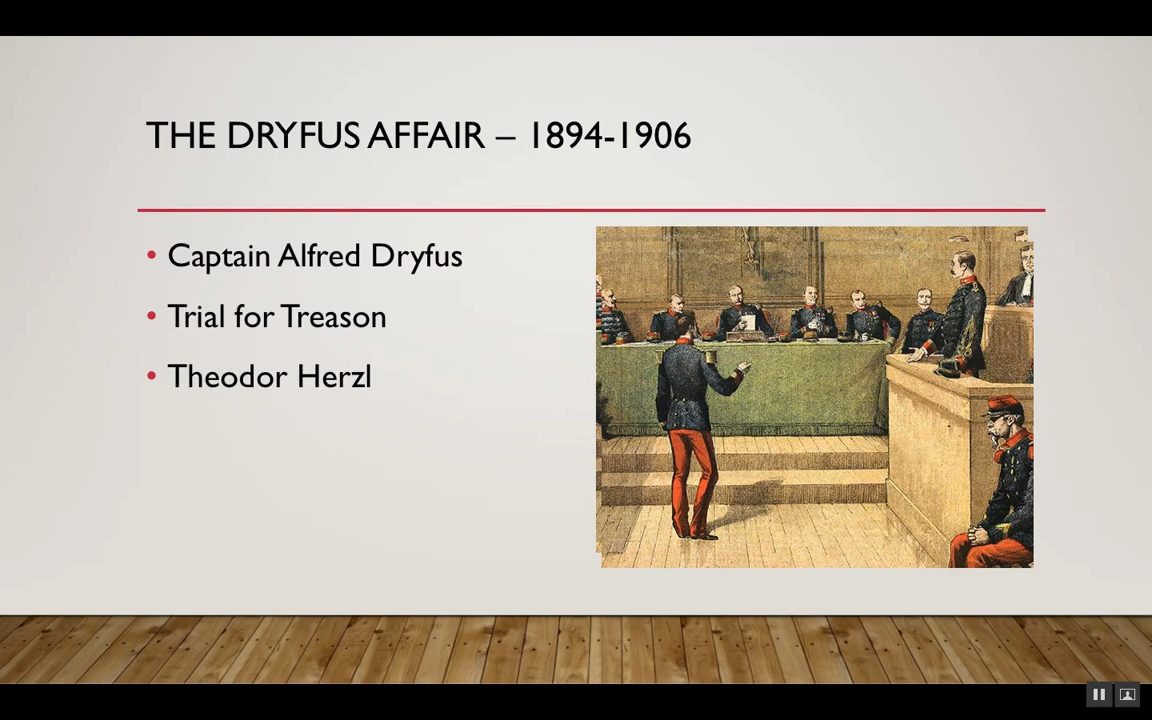 THE DRYFUS AFFAIR – 1894-1906
• Captain Alfred Dryfus
• Trial for Treason
• Theodor Herzl